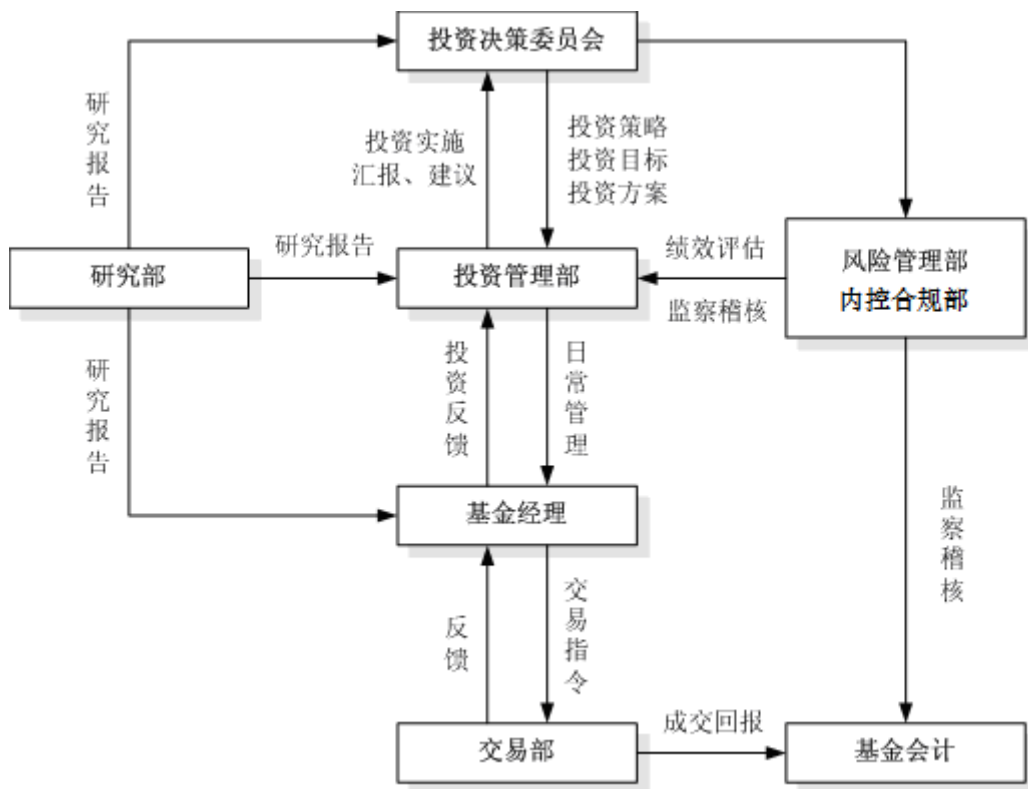 投资决策委员会
研究报告
投资实施
汇报、建议
投资策略
投资目标
投资方案
研究部
研究报告
投资管理部
绩效评估
监察稽核
风险管理部
内控合规部
研究报告
投资反馈
日常管理
基金经理
监察稽核
反馈
交易指令
交易部
成交回报
基金会计